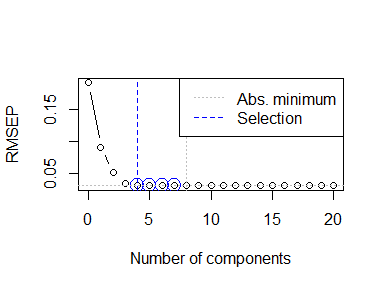 RMSEP
0.15
0.05
Abs. minimum
Selection
0 5 10 15 20
Number of components